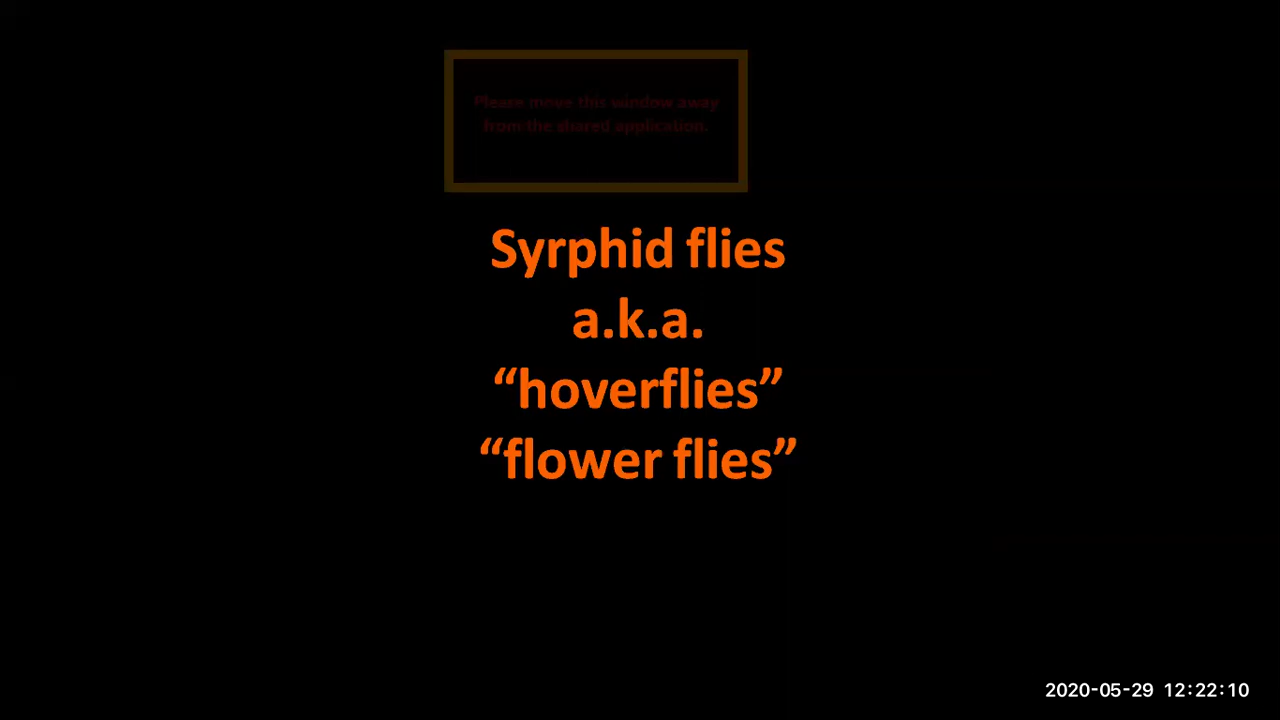 Please move this window away
from the shared application.
Syrphid flies
a.k.a.
“hoverflies”
“flower flies”
2020-05-29 12:22:10